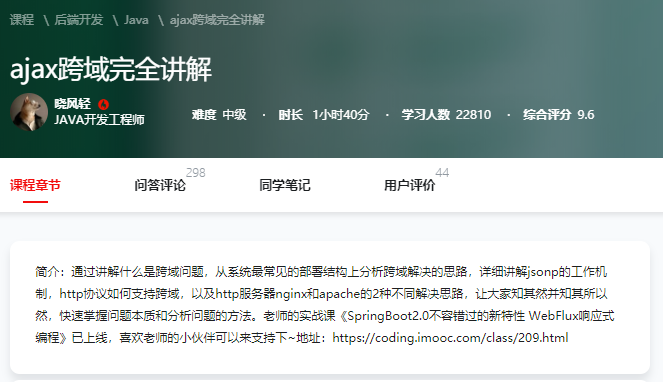 课程 \ 后端开发 \ Java \ ajax跨域完全讲解
ajax跨域完全讲解
晓风轻
JAVA开发工程师
难度 中级 · 时长 1小时40分 · 学习人数 22810 · 综合评分 9.6
课程章节 问答评论 298 同学笔记 用户评价 44
简介：通过讲解什么是跨域问题，从系统最常见的部署结构上分析跨域解决的思路，详细讲解jsonp的工作机
制，http协议如何支持跨域，以及http服务器nginx和apache的2种不同解决思路，让大家知其然并知其所以
然，快速掌握问题本质和分析问题的方法。老师的实战课《SpringBoot2.0不容错过的新特性 WebFlux响应式
编程》已上线，喜欢老师的小伙伴可以来支持下~地址：https://coding.imooc.com/class/209.html